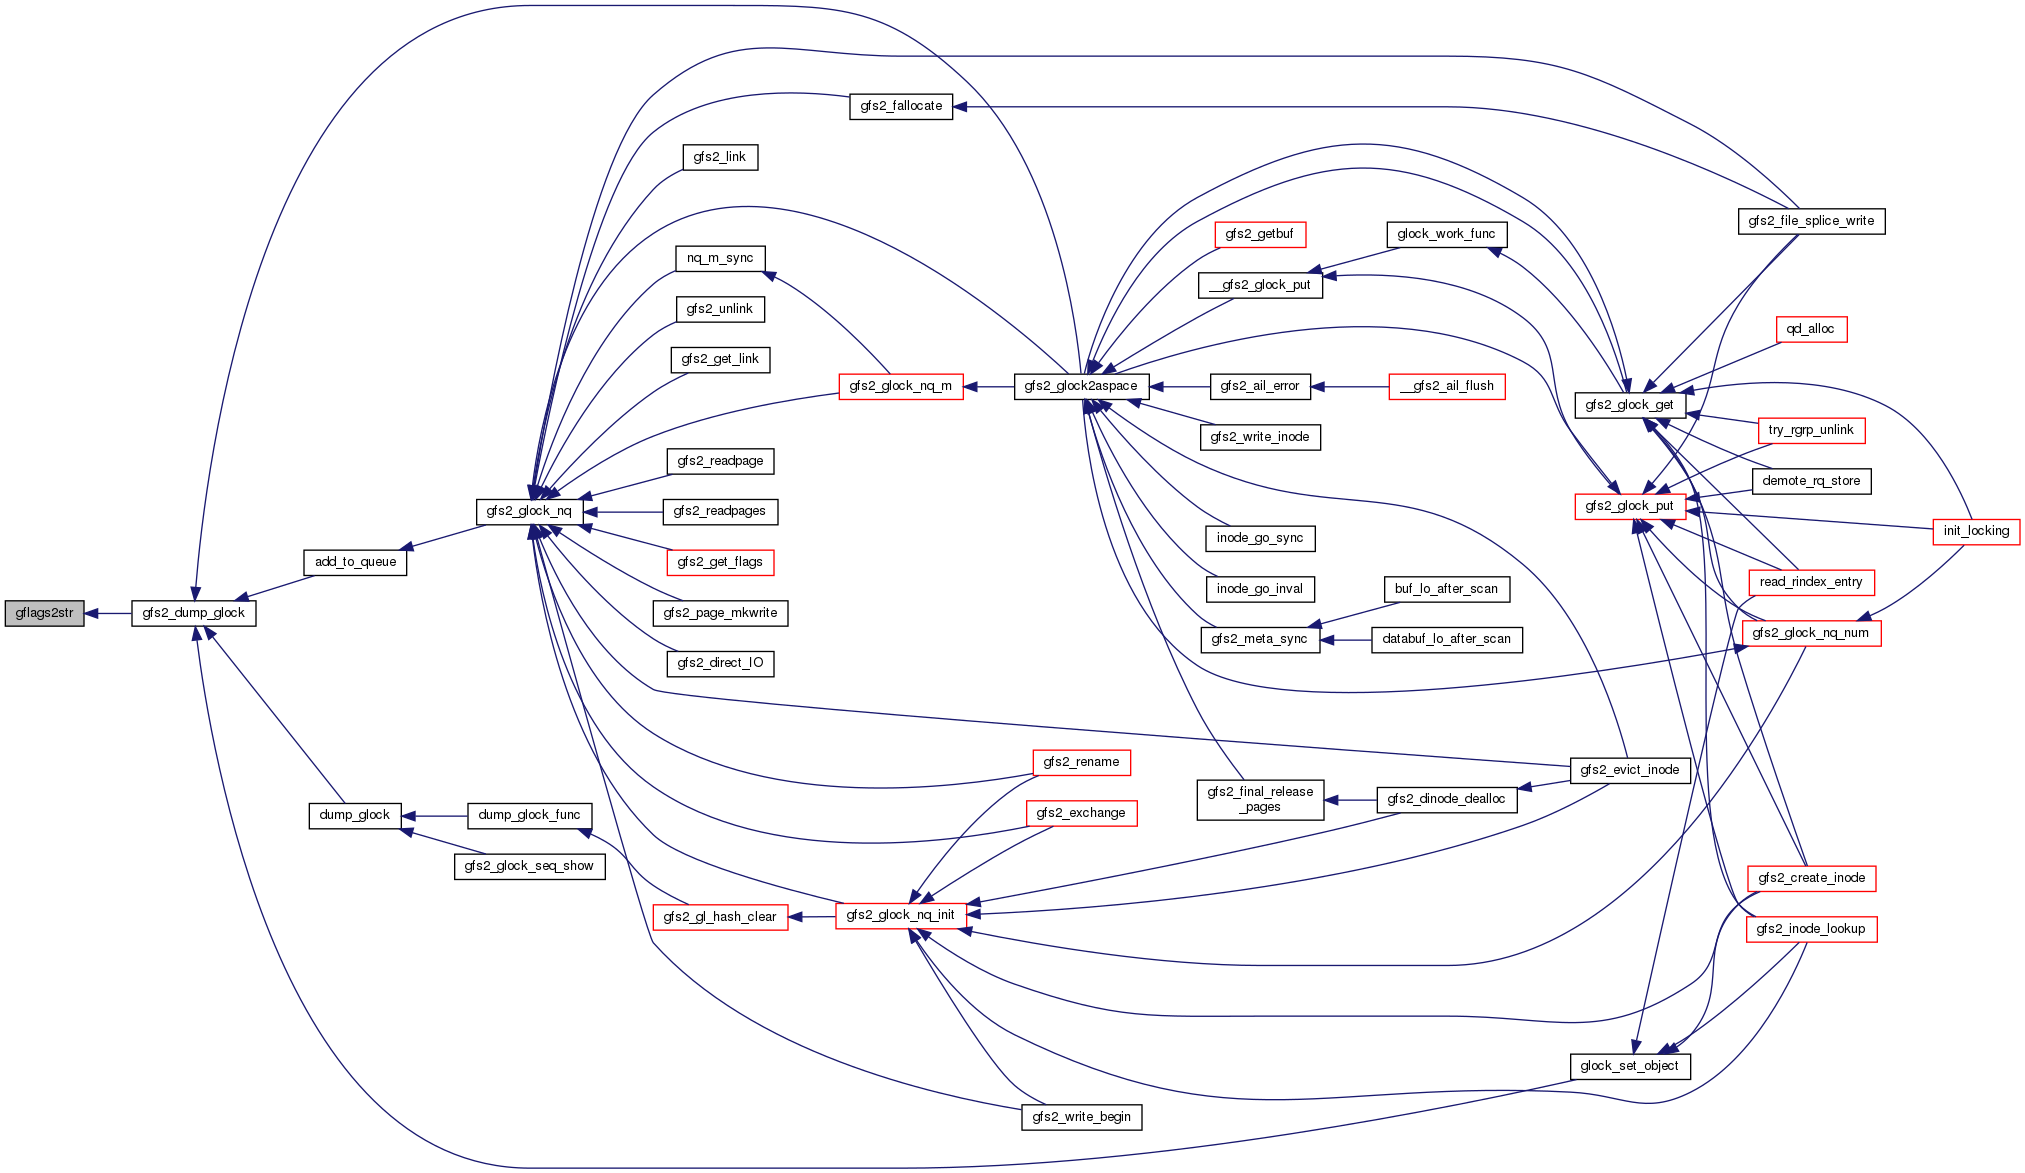 gflags2str
gfs2_dump_glock
add_to_queue
dump_glock
gfs2_glock_nq
dump_glock_func
gfs2_glock_seq_show
gfs2_link
nq_m_sync
gfs2_unlink
gfs2_get_link
gfs2_readpage
gfs2_readpages
gfs2_get_flags
gfs2_page_mkwrite
gfs2_direct_IO
gfs2_gl_hash_clear
gfs2_fallocate
gfs2_glock_nq_m
gfs2_glock_nq_init
gfs2_glock2aspace
gfs2_rename
gfs2_exchange
gfs2_write_begin
gfs2_getbuf
__gfs2_glock_put
gfs2_ail_error
gfs2_write_inode
inode_go_sync
inode_go_inval
gfs2_meta_sync
gfs2_final_release
_pages
glock_work_func
__gfs2_ail_flush
buf_lo_after_scan
databuf_lo_after_scan
gfs2_dinode_dealloc
gfs2_glock_get
gfs2_glock_put
gfs2_evict_inode
glock_set_object
gfs2_file_splice_write
qd_alloc
try_rgrp_unlink
demote_rq_store
read_rindex_entry
gfs2_glock_nq_num
gfs2_create_inode
gfs2_inode_lookup
init_locking